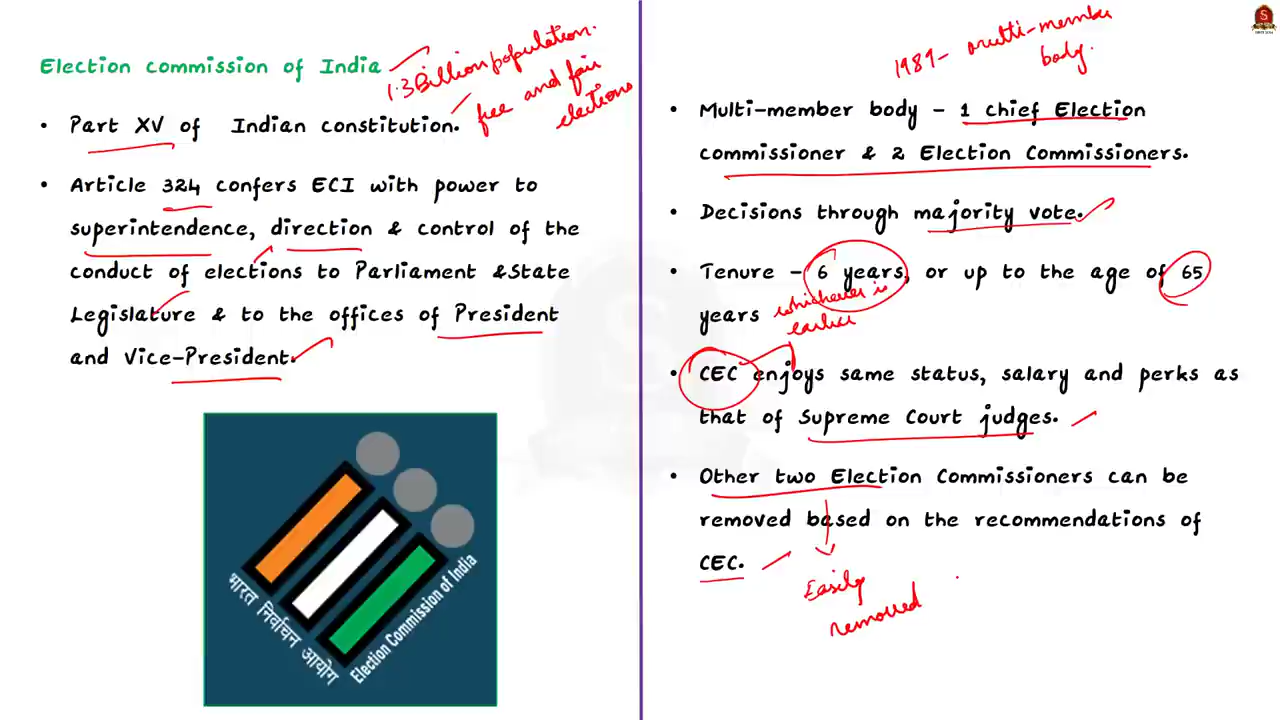 Election commission of India
1.3 Billion population.
free and fair
elections
• Part XV of Indian constitution.
• Article 324 confers ECI with power to
superintendence, direction & control of the
conduct of elections to Parliament &State
Legislature & to the offices of President
and Vice-President.
भारत निर्वाचन आयोग
Election Commission of India
1989- multi-member
body.
• Multi-member body – 1 chief Election
commissioner & 2 Election Commissioners.
• Decisions through majority vote.
• Tenure – 6 years, or up to the age of 65
years
whichever is
earlier
• CEC enjoys same status, salary and perks as
that of Supreme Court judges.
• Other two Election Commissioners can be
removed based on the recommendations of
CEC.
Easily
removed